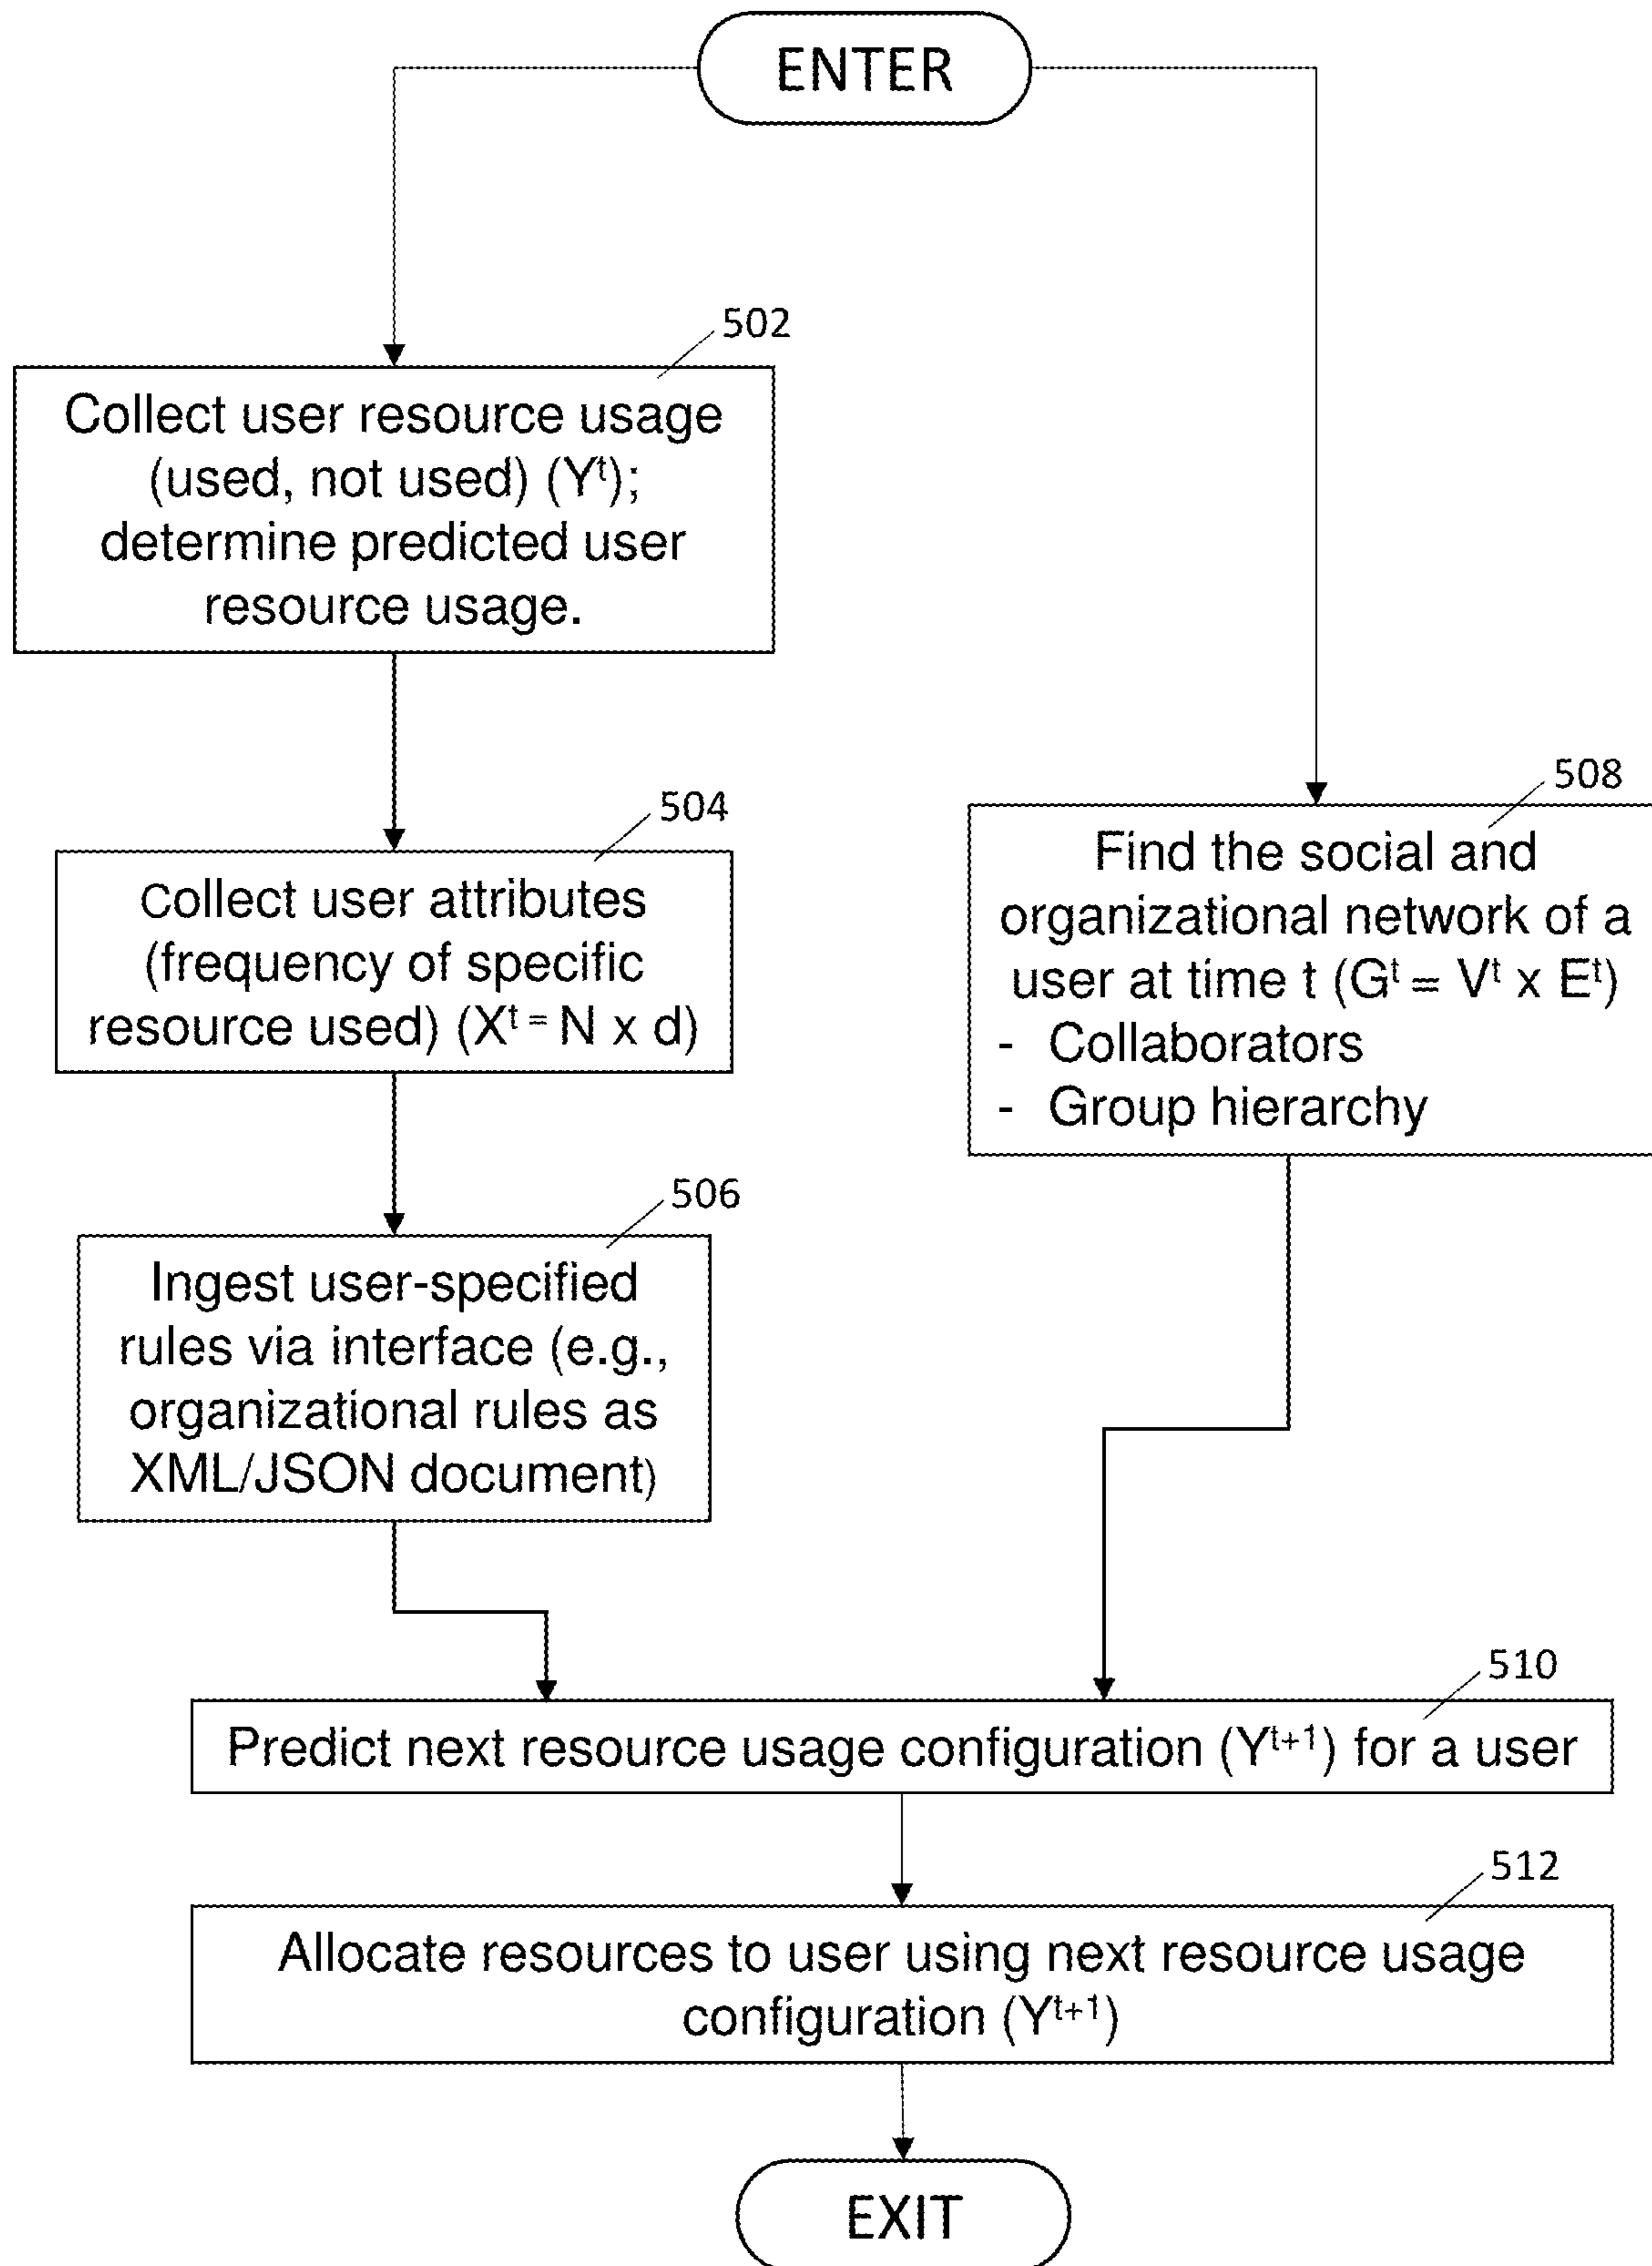 ENTER
502
Collect user resource usage
(used, not used) (Yᵗ);
determine predicted user
resource usage.
504
Collect user attributes
(frequency of specific
resource used) (Xᵗ ⁼ N x d)
506
Ingest user-specified
rules via interface (e.g.,
organizational rules as
XML/JSON document)
508
Find the social and
organizational network of a
user at time t (Gᵗ = Vᵗ x Eᵗ)
- Collaborators
- Group hierarchy
510
Predict next resource usage configuration (Yᵗ⁺¹) for a user
512
Allocate resources to user using next resource usage
configuration (Yᵗ⁺¹)
EXIT